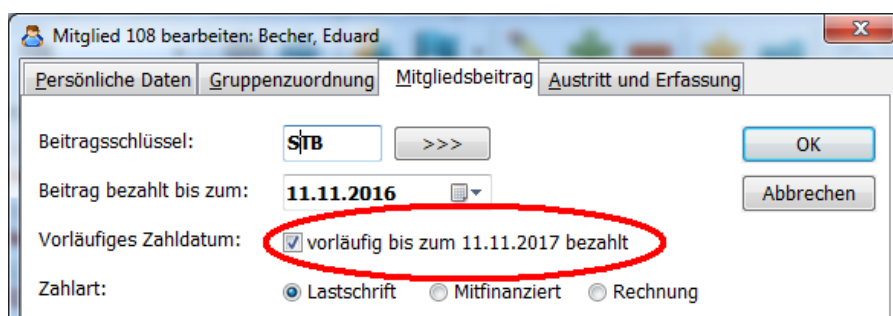 Mitglied 108 bearbeiten: Becher, Eduard
x
Persönliche Daten Gruppenzuordnung Mitgliedsbeitrag Austritt und Erfassung
Beitragsschlüssel: STB >>> OK
Beitrag bezahlt bis zum: 11.11.2016 Abbrechen
Vorläufiges Zahldatum: vorläufig bis zum 11.11.2017 bezahlt
Zahlart: Lastschrift Mitfinanziert Rechnung